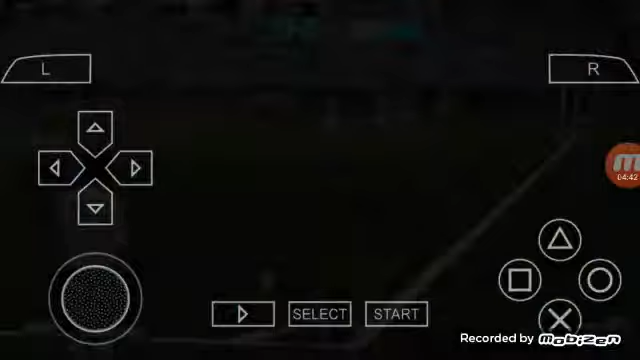 L
R
M
04:42
SELECT
START
Recorded by
mobizen